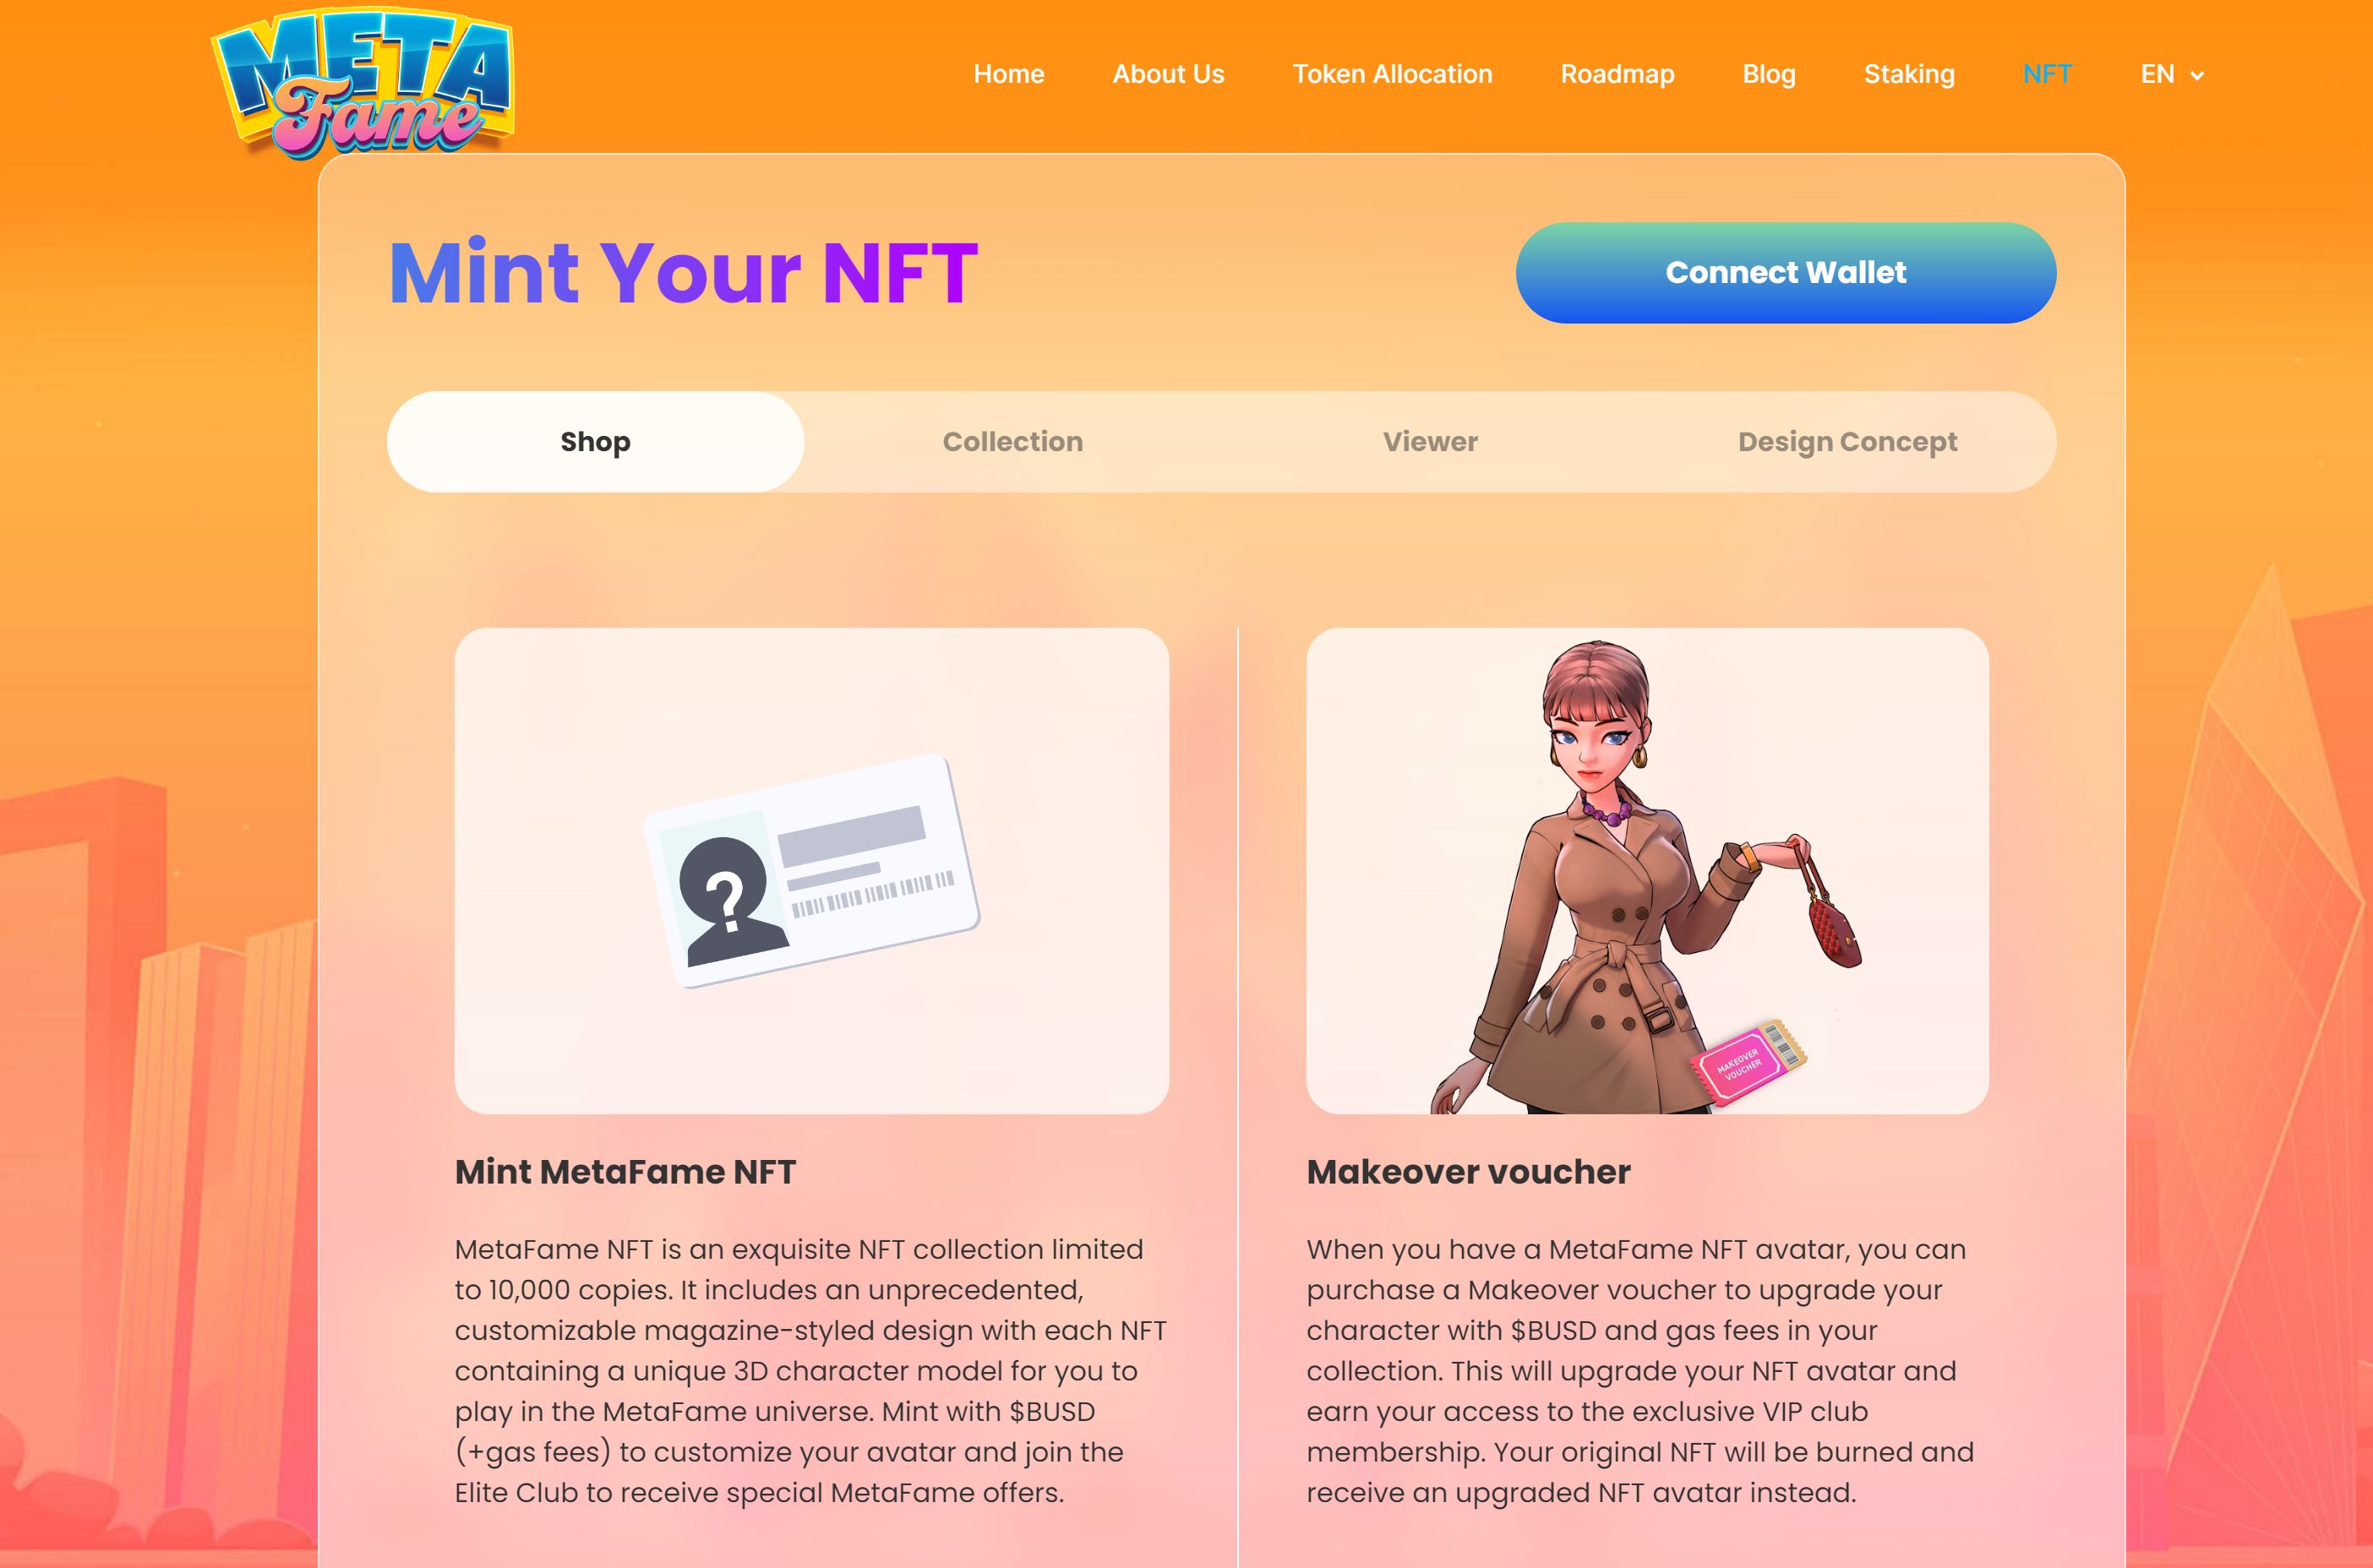 META
Fame
Home About Us Token Allocation Roadmap Blog Staking NFT EN
Mint Your NFT
Connect Wallet
Shop Collection Viewer Design Concept
?
MAKEOVER
VOUCHER
Mint MetaFame NFT
MetaFame NFT is an exquisite NFT collection limited
to 10,000 copies. It includes an unprecedented,
customizable magazine-styled design with each NFT
containing a unique 3D character model for you to
play in the MetaFame universe. Mint with $BUSD
(+gas fees) to customize your avatar and join the
Elite Club to receive special MetaFame offers.
Makeover voucher
When you have a MetaFame NFT avatar, you can
purchase a Makeover voucher to upgrade your
character with $BUSD and gas fees in your
collection. This will upgrade your NFT avatar and
earn your access to the exclusive VIP club
membership. Your original NFT will be burned and
receive an upgraded NFT avatar instead.